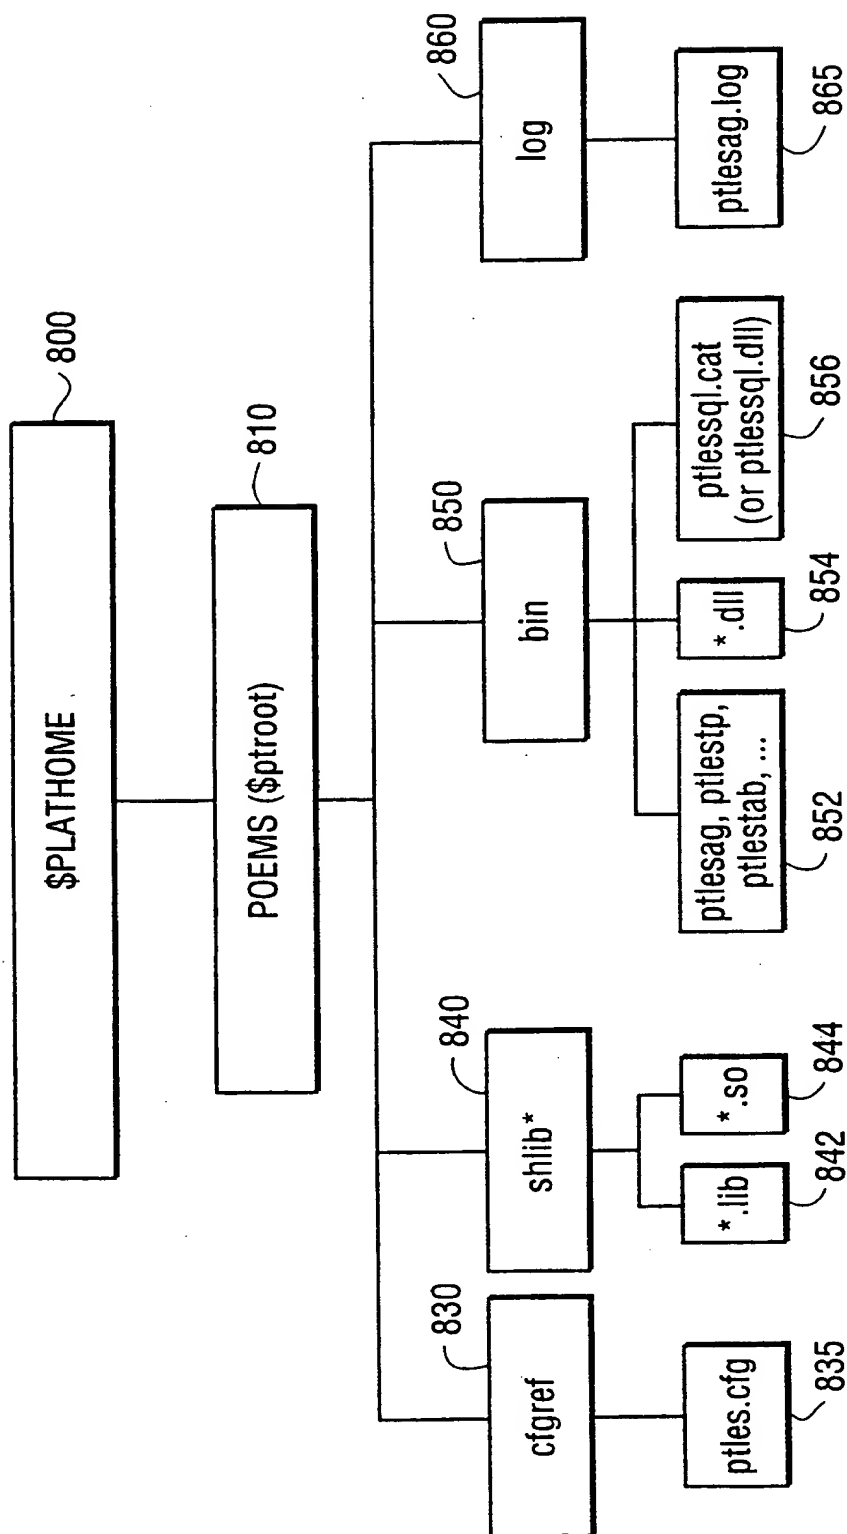 $PLATHOME
800
POEMS ($ptroot)
810
cfgref
830
shlib*
840
bin
850
log
860
ptles.cfg
835
*.lib
842
*.so
844
ptlesag, ptlestp,
ptlestab, ...
852
*.dll
854
ptlessql.cat
(or ptlessql.dll)
856
ptlesag.log
865